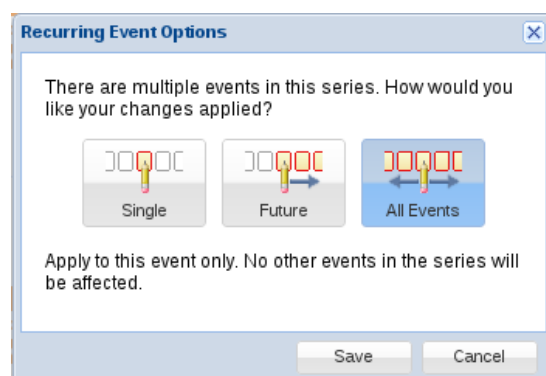 Recurring Event Options
There are multiple events in this series. How would you
like your changes applied?
Single
Future
All Events
Apply to this event only. No other events in the series will
be affected.
Save
Cancel